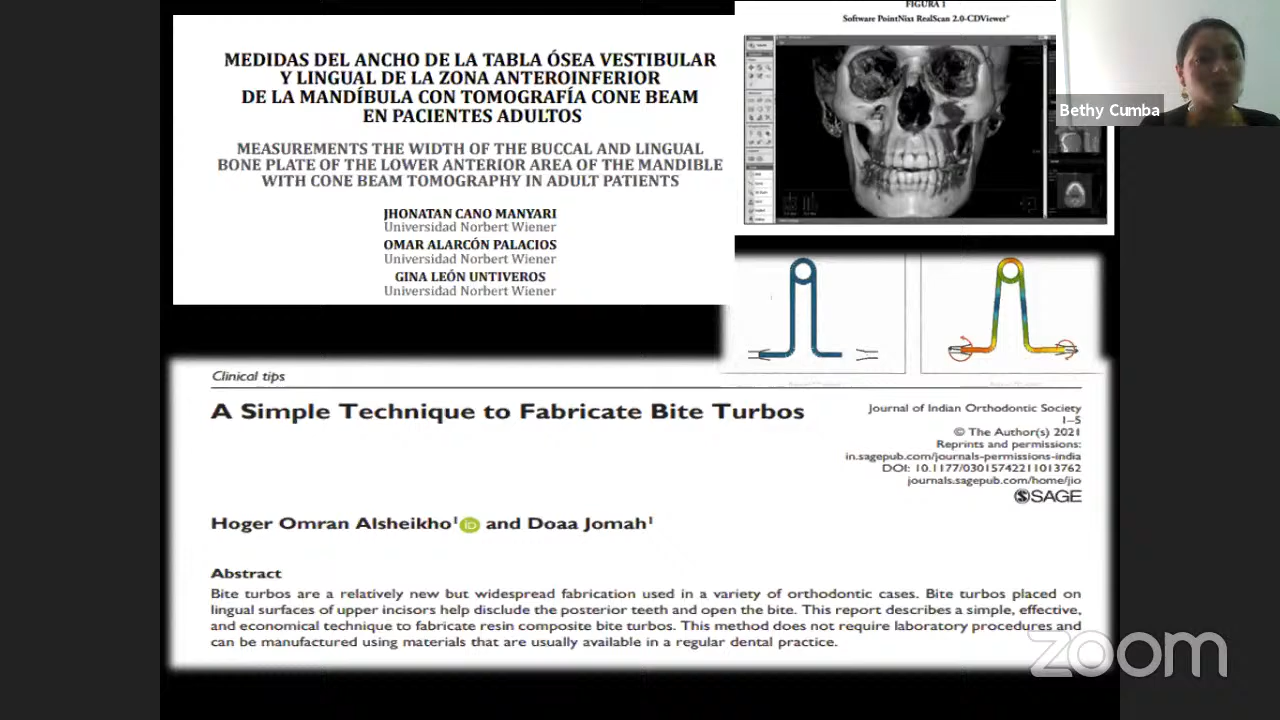 MEDIDAS DEL ANCHO DE LA TABLA ÓSEA VESTIBULAR
Y LINGUAL DE LA ZONA ANTEROINFERIOR
DE LA MANDÍBULA CON TOMOGRAFÍA CONE BEAM
EN PACIENTES ADULTOS
MEASUREMENTS THE WIDTH OF THE BUCCAL AND LINGUAL
BONE PLATE OF THE LOWER ANTERIOR AREA OF THE MANDIBLE
WITH CONE BEAM TOMOGRAPHY IN ADULT PATIENTS
JHONATAN CANO MANYARI
Universidad Norbert Wiener
OMAR ALARCÓN PALACIOS
Universidad Norbert Wiener
GINA LEÓN UNTIVEROS
Universidad Norbert Wiener
FIGURA 1
Software PointNixt RealScan 2.0-CDViewer*
Bethy Cumba
Clinical tips
A Simple Technique to Fabricate Bite Turbos
Journal of Indian Orthodontic Society
1–5
© The Author(s) 2021
Reprints and permissions:
in.sagepub.com/journals-permissions-india
DOI: 10.1177/03015742211013762
journals.sagepub.com/home/jio
SAGE
Hoger Omran Alsheikho1 iD and Doaa Jomah1
Abstract
Bite turbos are a relatively new but widespread fabrication used in a variety of orthodontic cases. Bite turbos placed on
lingual surfaces of upper incisors help disclude the posterior teeth and open the bite. This report describes a simple, effective,
and economical technique to fabricate resin composite bite turbos. This method does not require laboratory procedures and
can be manufactured using materials that are usually available in a regular dental practice.
zoom